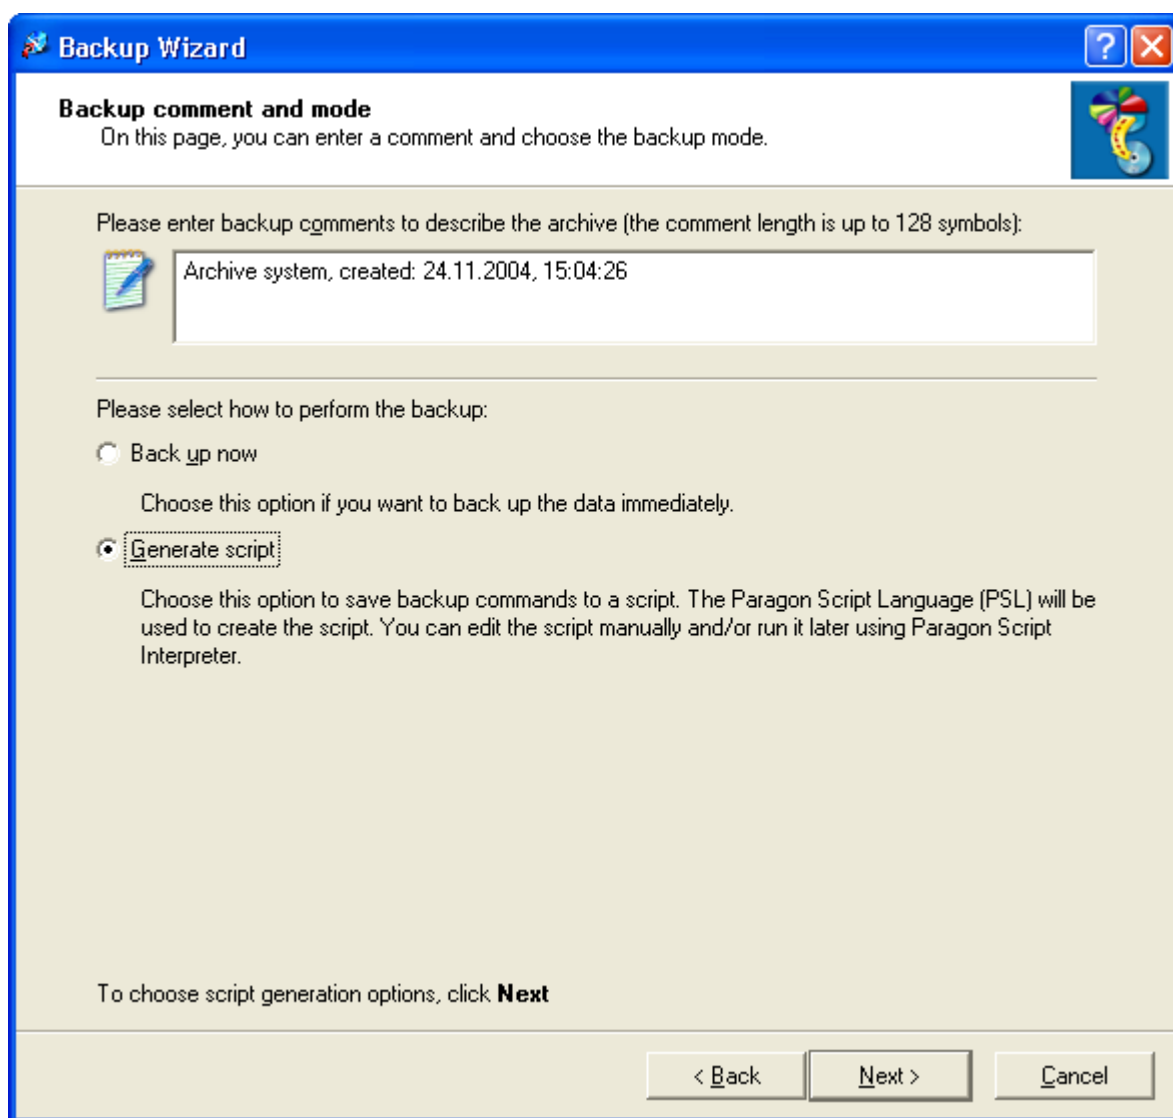 Backup Wizard
Backup comment and mode
On this page, you can enter a comment and choose the backup mode.
Please enter backup comments to describe the archive (the comment length is up to 128 symbols):
Archive system, created: 24.11.2004, 15:04:26
Please select how to perform the backup:
Back up now
Choose this option if you want to back up the data immediately.
Generate script
Choose this option to save backup commands to a script. The Paragon Script Language (PSL) will be
used to create the script. You can edit the script manually and/or run it later using Paragon Script
Interpreter.
To choose script generation options, click Next
< Back
Next >
Cancel